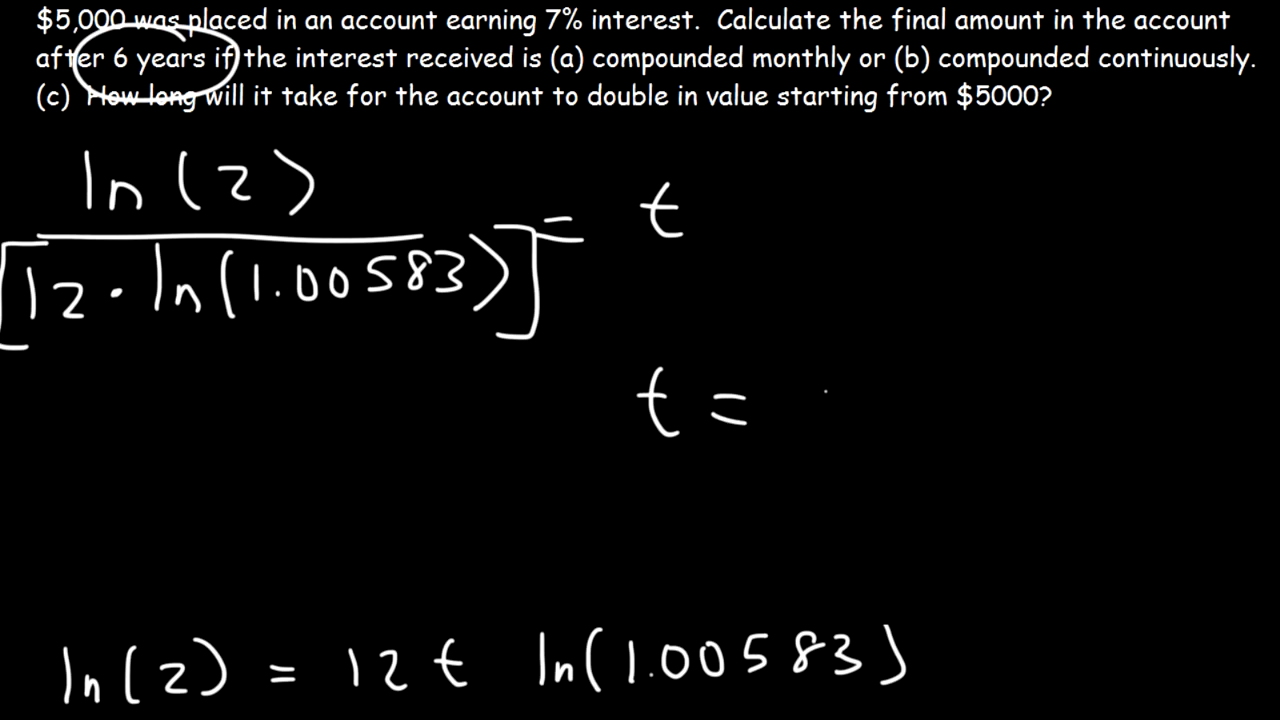 $5,000 was placed in an account earning 7% interest. Calculate the final amount in the account
after 6 years if the interest received is (a) compounded monthly or (b) compounded continuously.
(c) How long will it take for the account to double in value starting from $5000?
ln(2)
[12·ln(1.00583)] = t
t =
ln(2) = 12t ln(1.00583)